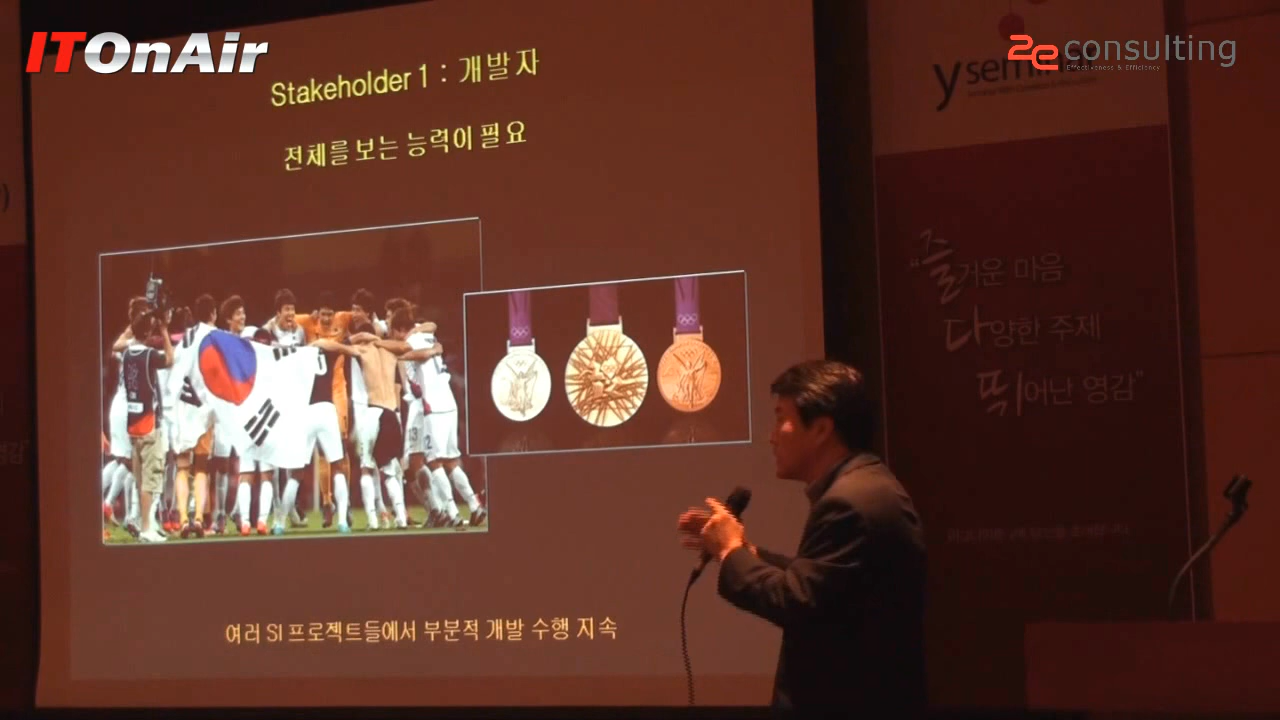 ITOnAir
2e consulting
Effectiveness & Efficiency
y seminar
Stakeholder 1 : 개발자
전체를 보는 능력이 필요
여러 SI 프로젝트들에서 부분적 개발 수행 지속
“즐거운 마음
다양한 주제
뛰어난 영감”